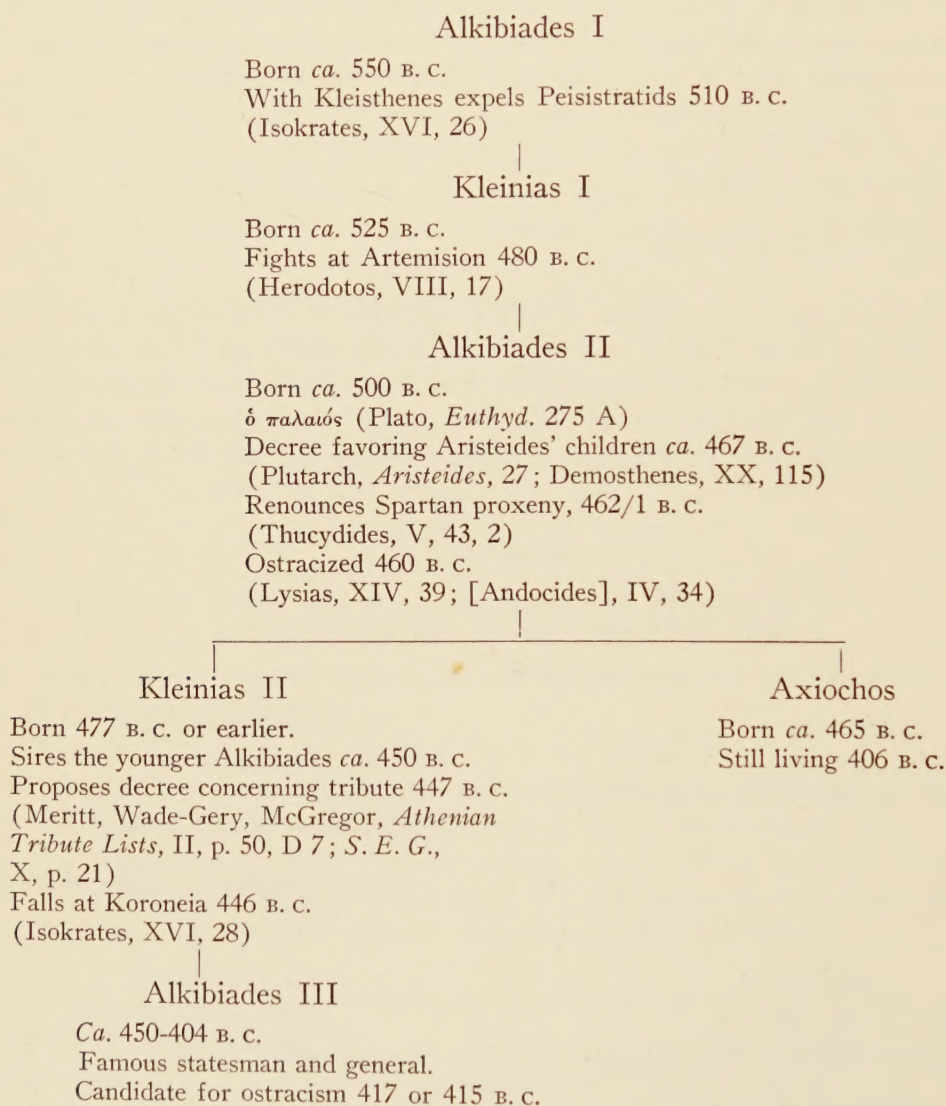 Alkibiades I
Born ca. 550 B. C.
With Kleisthenes expels Peisistratids 510 B. C.
(Isokrates, XVI, 26)
Kleinias I
Born ca. 525 B. C.
Fights at Artemision 480 B. C.
(Herodotos, VIII, 17)
Alkibiades II
Born ca. 500 B. C.
ὁ παλαιός (Plato, Euthyd. 275 A)
Decree favoring Aristeides' children ca. 467 B. C.
(Plutarch, Aristeides, 27; Demosthenes, XX, 115)
Renounces Spartan proxeny, 462/1 B. C.
(Thucydides, V, 43, 2)
Ostracized 460 B. C.
(Lysias, XIV, 39; [Andocides], IV, 34)
Kleinias II
Born 477 B. C. or earlier.
Sires the younger Alkibiades ca. 450 B. C.
Proposes decree concerning tribute 447 B. C.
(Meritt, Wade-Gery, McGregor, Athenian
Tribute Lists, II, p. 50, D 7; S. E. G.,
X, p. 21)
Falls at Koroneia 446 B. C.
(Isokrates, XVI, 28)
Axiochos
Born ca. 465 B. C.
Still living 406 B. C.
Alkibiades III
Ca. 450-404 B. C.
Famous statesman and general.
Candidate for ostracism 417 or 415 B. C.